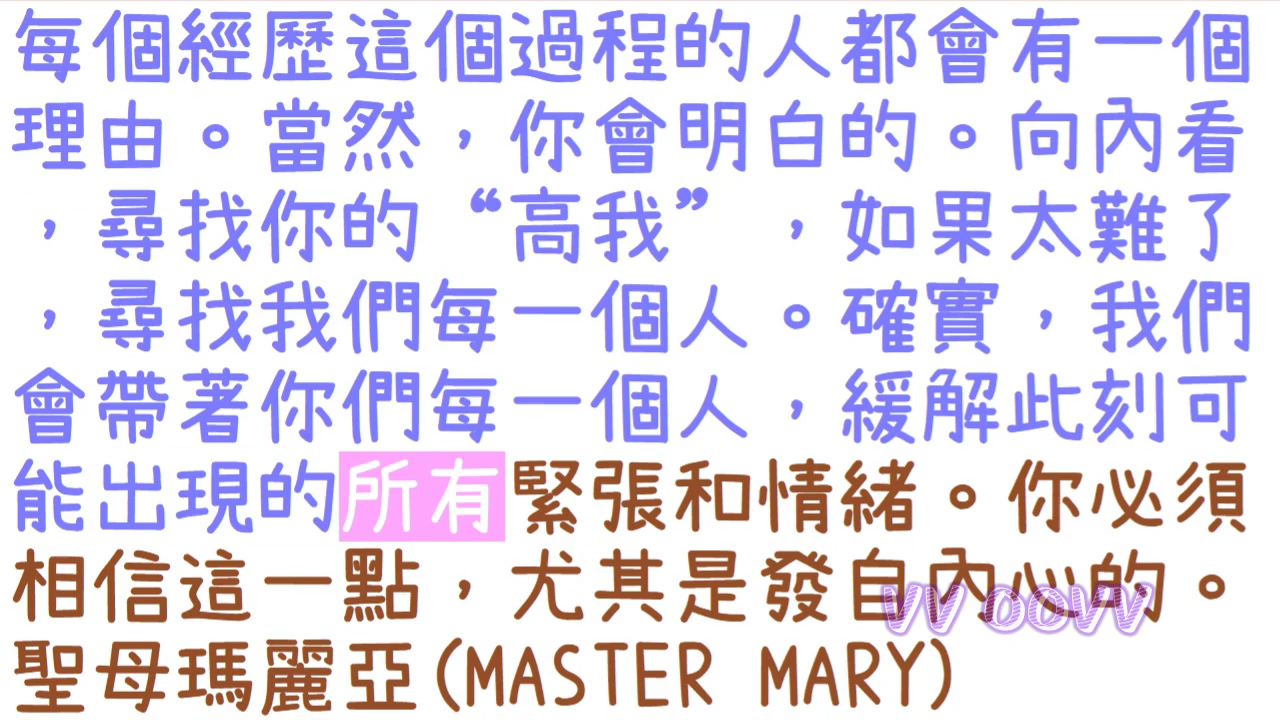 每個經歷這個過程的人都會有一個
理由。當然，你會明白的。向內看
，尋找你的“高我”，如果太難了
，尋找我們每一個人。確實，我們
會帶著你們每一個人，緩解此刻可
能出現的所有緊張和情緒。你必須
相信這一點，尤其是發自內心的。
vv oovv
聖母瑪麗亞(MASTER MARY)